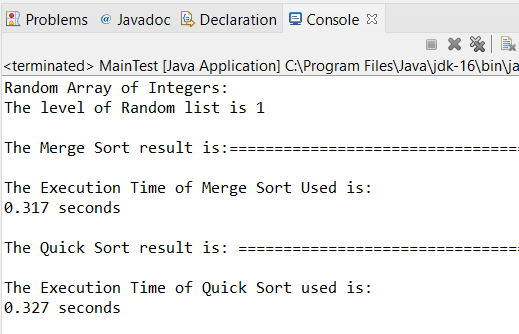 Problems @ Javadoc Declaration Console
<terminated> MainTest [Java Application] C:\Program Files\Java\jdk-16\bin\ja
Random Array of Integers:
The level of Random list is 1
The Merge Sort result is:================================
The Execution Time of Merge Sort Used is:
0.317 seconds
The Quick Sort result is: ===============================
The Execution Time of Quick Sort used is:
0.327 seconds